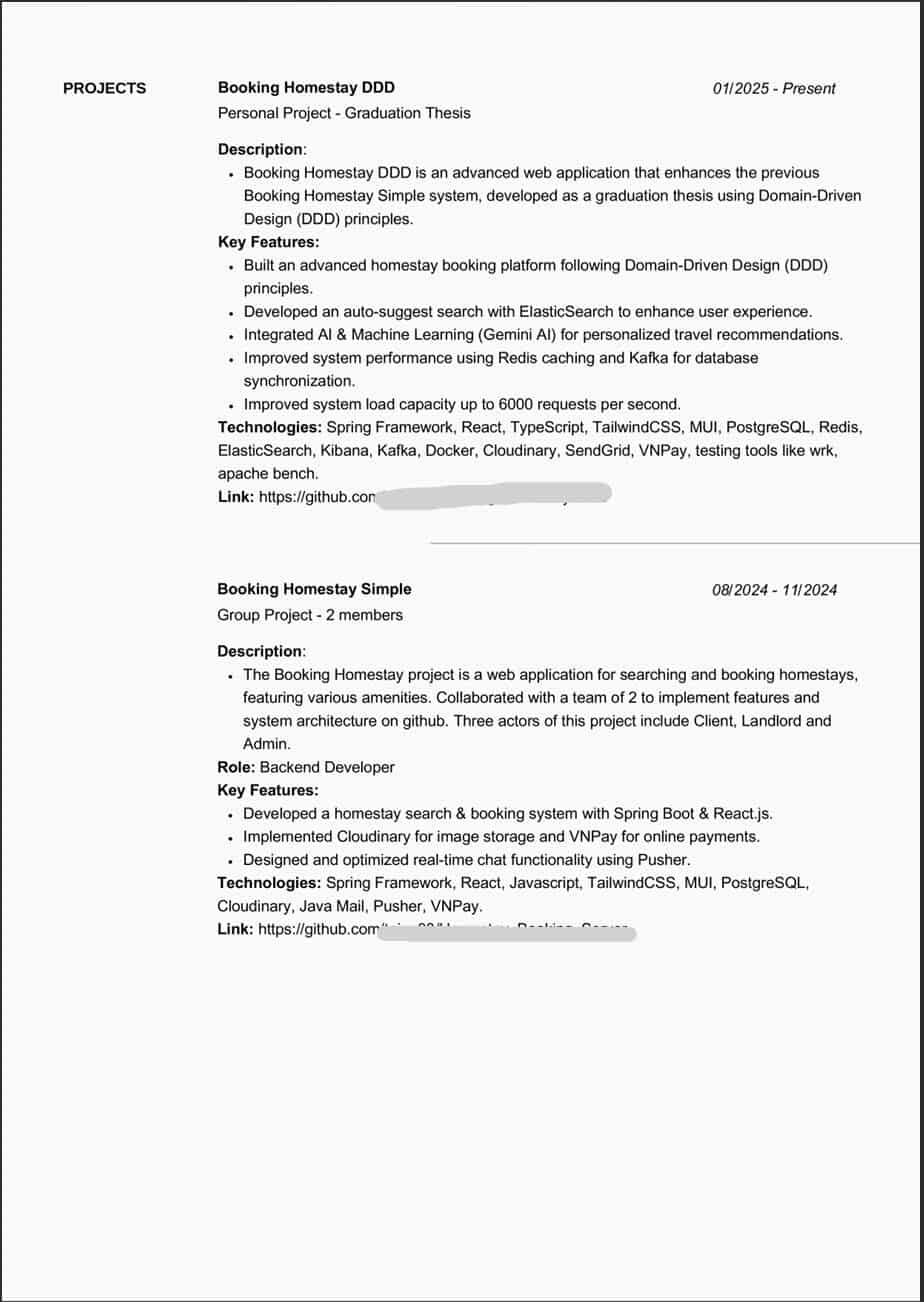 PROJECTS
Booking Homestay DDD
01/2025 - Present
Personal Project - Graduation Thesis
Description:
• Booking Homestay DDD is an advanced web application that enhances the previous
Booking Homestay Simple system, developed as a graduation thesis using Domain-Driven
Design (DDD) principles.
Key Features:
• Built an advanced homestay booking platform following Domain-Driven Design (DDD)
principles.
• Developed an auto-suggest search with ElasticSearch to enhance user experience.
• Integrated AI & Machine Learning (Gemini AI) for personalized travel recommendations.
• Improved system performance using Redis caching and Kafka for database
synchronization.
• Improved system load capacity up to 6000 requests per second.
Technologies: Spring Framework, React, TypeScript, TailwindCSS, MUI, PostgreSQL, Redis,
ElasticSearch, Kibana, Kafka, Docker, Cloudinary, SendGrid, VNPay, testing tools like wrk,
apache bench.
Link: https://github.com
Booking Homestay Simple
08/2024 - 11/2024
Group Project - 2 members
Description:
• The Booking Homestay project is a web application for searching and booking homestays,
featuring various amenities. Collaborated with a team of 2 to implement features and
system architecture on github. Three actors of this project include Client, Landlord and
Admin.
Role: Backend Developer
Key Features:
• Developed a homestay search & booking system with Spring Boot & React.js.
• Implemented Cloudinary for image storage and VNPay for online payments.
• Designed and optimized real-time chat functionality using Pusher.
Technologies: Spring Framework, React, Javascript, TailwindCSS, MUI, PostgreSQL,
Cloudinary, Java Mail, Pusher, VNPay.
Link: https://github.com